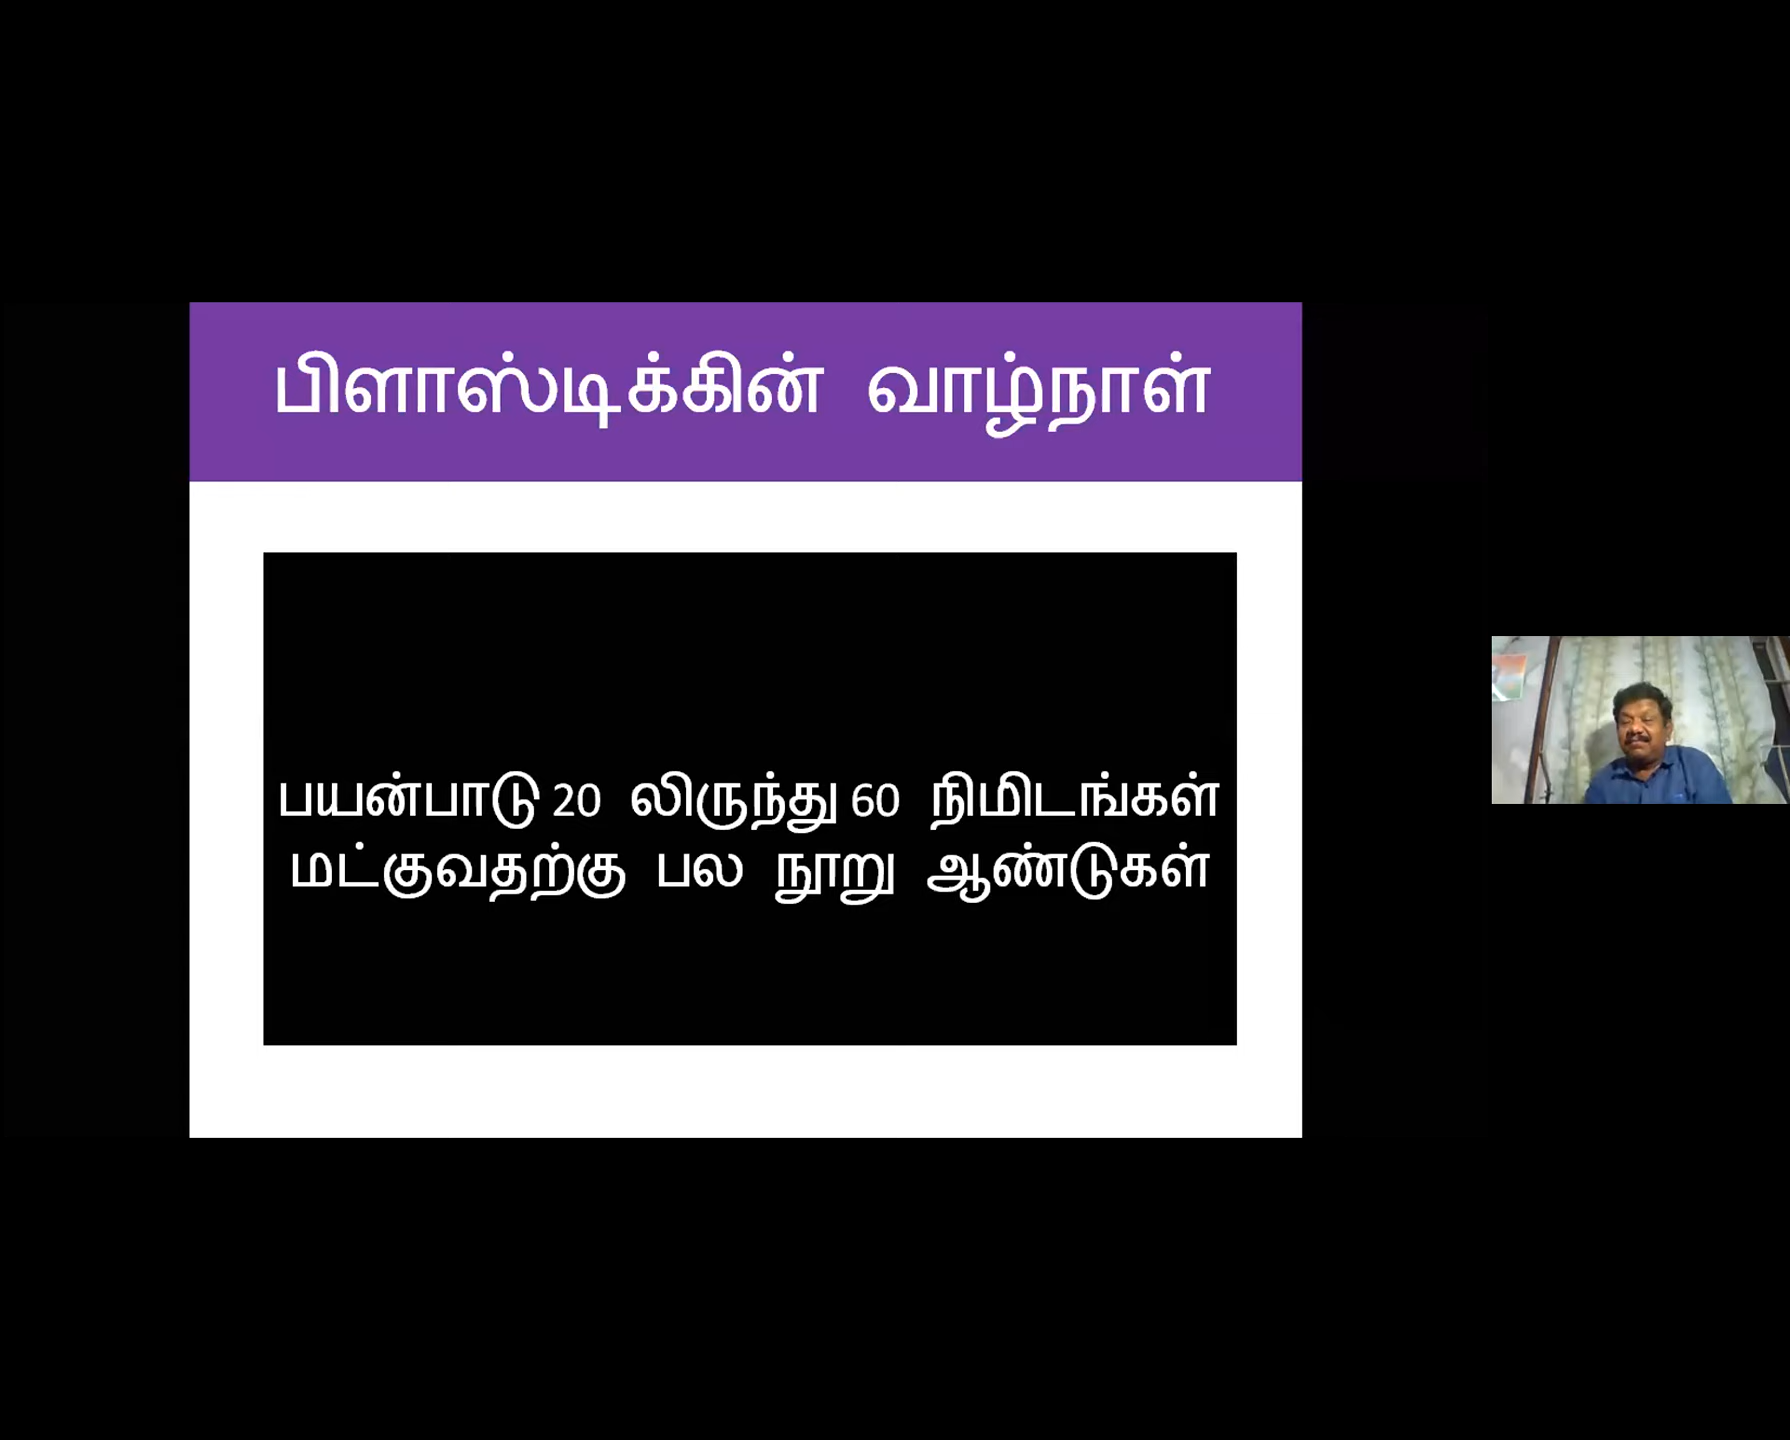 பிளாஸ்டிக்கின் வாழ்நாள்
பயன்பாடு 20 லிருந்து 60 நிமிடங்கள்
மட்குவதற்கு பல நூறு ஆண்டுகள்